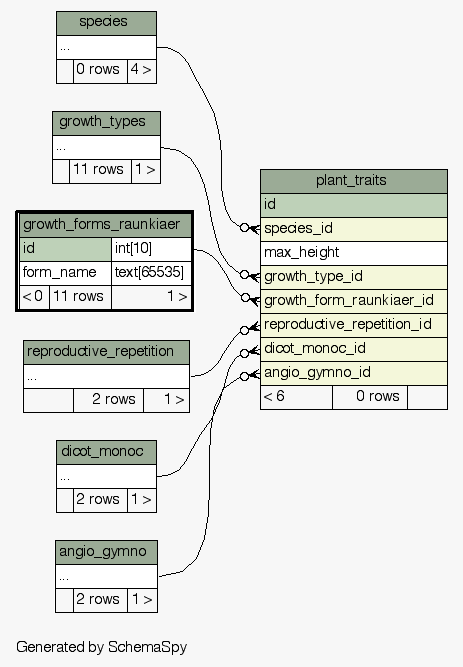 species
...
0 rows 4 >
growth_types
...
11 rows 1 >
growth_forms_raunkiaer
id int[10]
form_name text[65535]
< 0 11 rows 1 >
reproductive_repetition
...
2 rows 1 >
dicot_monoc
...
2 rows 1 >
angio_gymno
...
2 rows 1 >
plant_traits
id
species_id
max_height
growth_type_id
growth_form_raunkiaer_id
reproductive_repetition_id
dicot_monoc_id
angio_gymno_id
< 6 0 rows
Generated by SchemaSpy